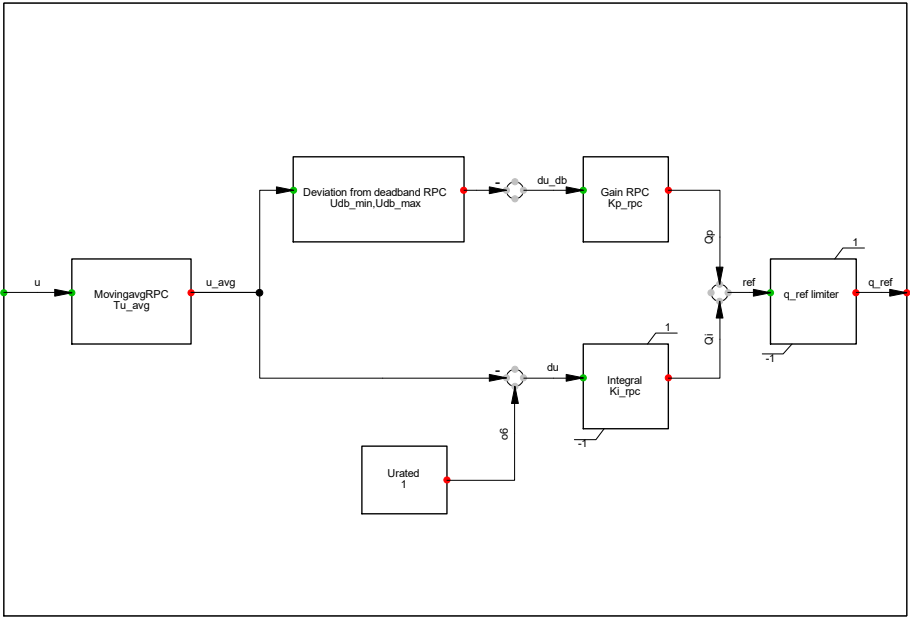 1
Deviation from deadband RPC
Udb_min,Udb_max
-
du_db
Gain RPC
Kp_rpc
Qp
u
MovingavgRPC
Tu_avg
u_avg
ref
1
q_ref limiter
-1
q_ref
-
du
Integral
Ki_rpc
-1
Qi
o6
Urated
1